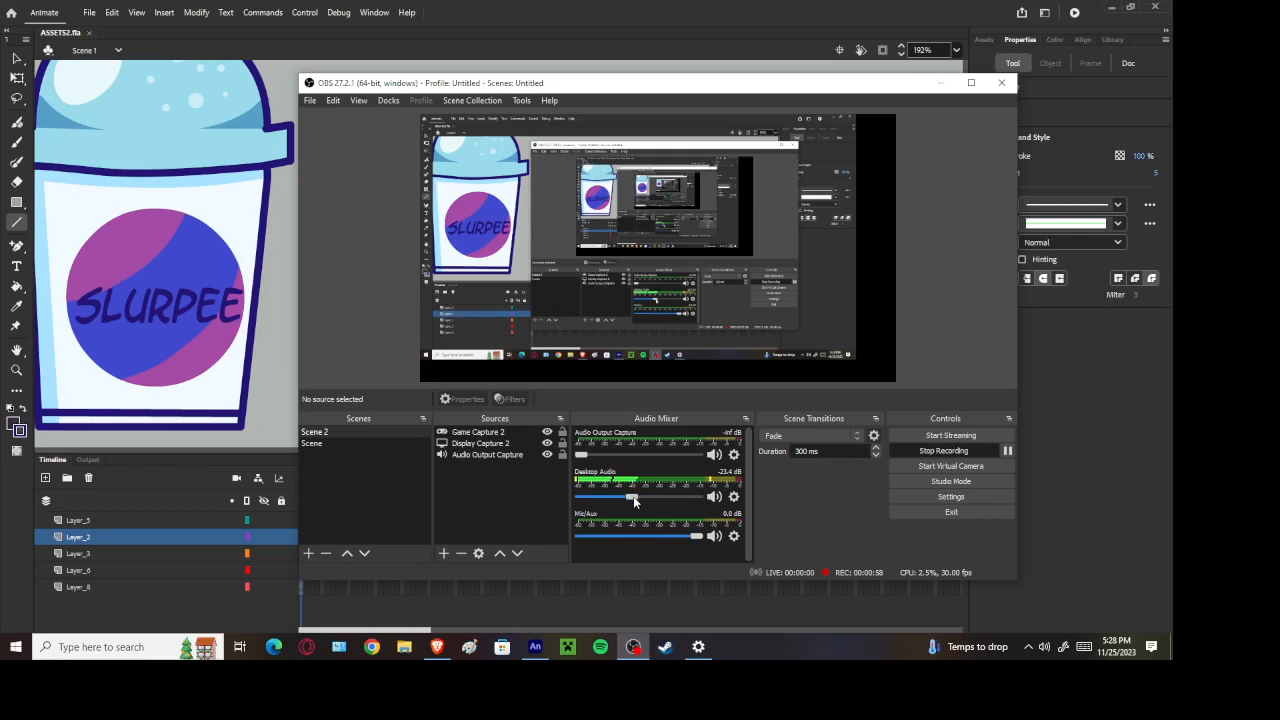 Animate File Edit View Insert Modify Text Commands Control Debug Window Help
ASSETS2.fla
Scene 1
192%
Assets Properties Color Align Library
Tool Object Frame Doc
OBS 27.2.1 (64-bit, windows) - Profile: Untitled - Scenes: Untitled
File Edit View Docks Profile Scene Collection Tools Help
and Style
roke 100 %
5
Normal
Hinting
Miter 3
SLURPEE
SLURPEE
No source selected Properties Filters
Scenes Sources Audio Mixer Scene Transitions Controls
Scene 2
Scene
Game Capture 2
Display Capture 2
Audio Output Capture
Audio Output Capture -inf dB
Desktop Audio -23.4 dB
Mic/Aux 0.0 dB
Fade
Duration 300 ms
Start Streaming
Stop Recording
Start Virtual Camera
Studio Mode
Settings
Exit
LIVE: 00:00:00 REC: 00:00:58 CPU: 2.5%, 30.00 fps
Timeline Output
Layer_5
Layer_2
Layer_3
Layer_6
Layer_8
Type here to search
Temps to drop
5:28 PM
11/25/2023